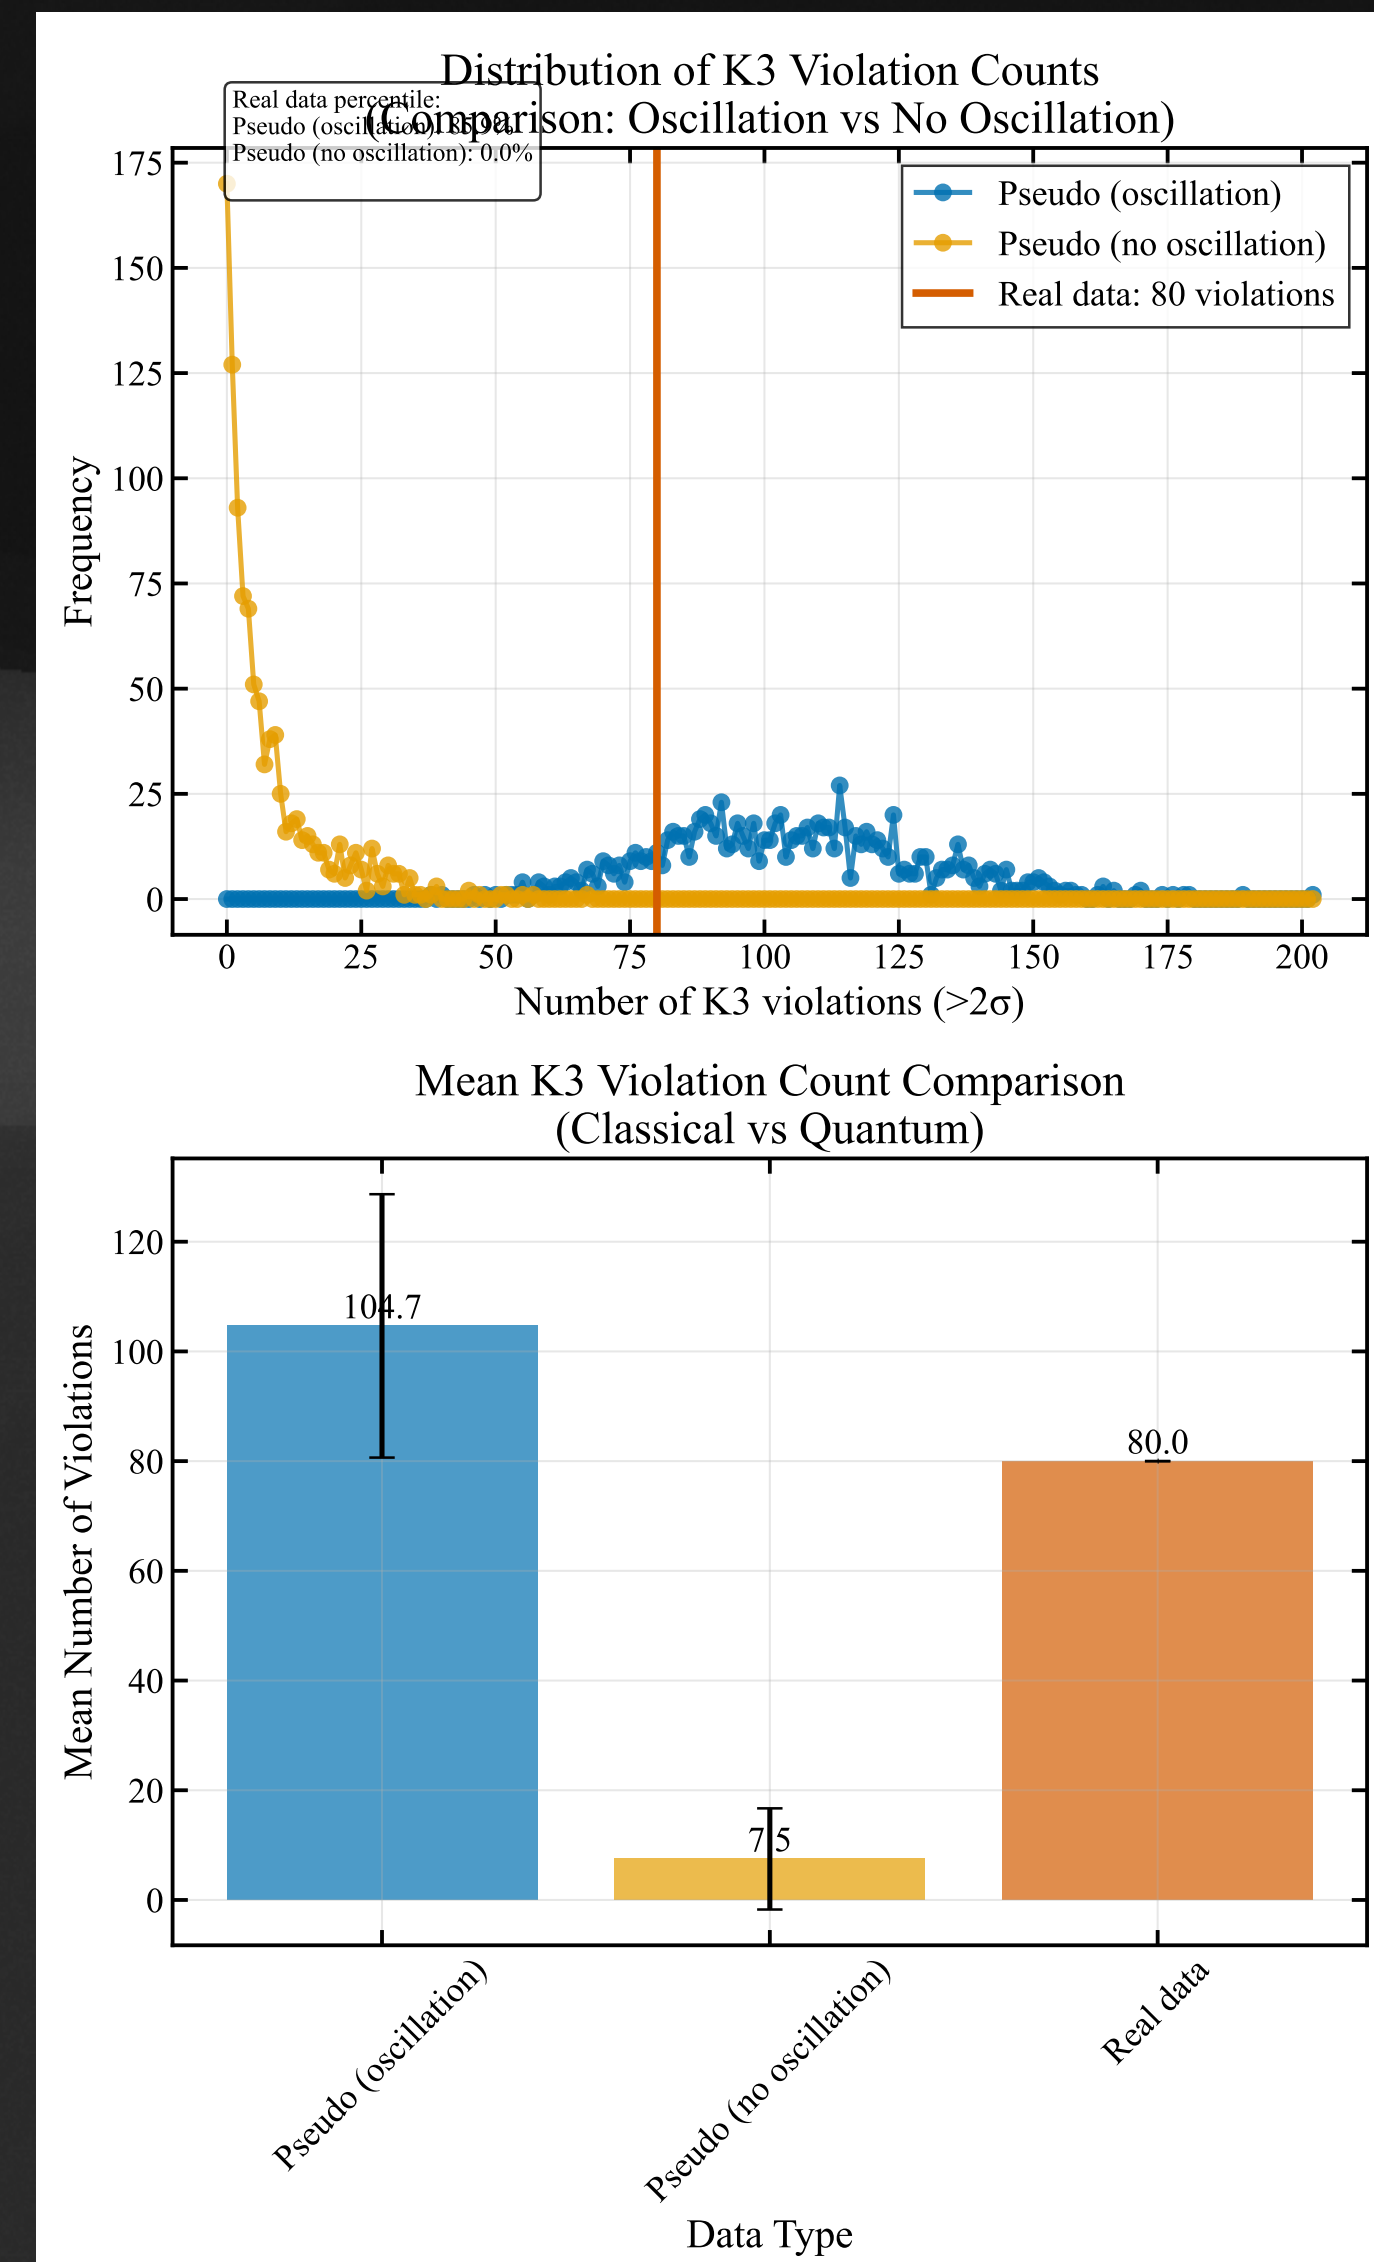 Distribution of K3 Violation Counts
(Comparison: Oscillation vs No Oscillation)
Real data percentile:
Pseudo (oscillation): 85.9%
Pseudo (no oscillation): 0.0%
Pseudo (oscillation)
Pseudo (no oscillation)
Real data: 80 violations
Frequency
175
150
125
100
75
50
25
0
0 25 50 75 100 125 150 175 200
Number of K3 violations (>2σ)
Mean K3 Violation Count Comparison
(Classical vs Quantum)
Mean Number of Violations
120
100
80
60
40
20
0
104.7
7.5
80.0
Pseudo (oscillation)
Pseudo (no oscillation)
Real data
Data Type